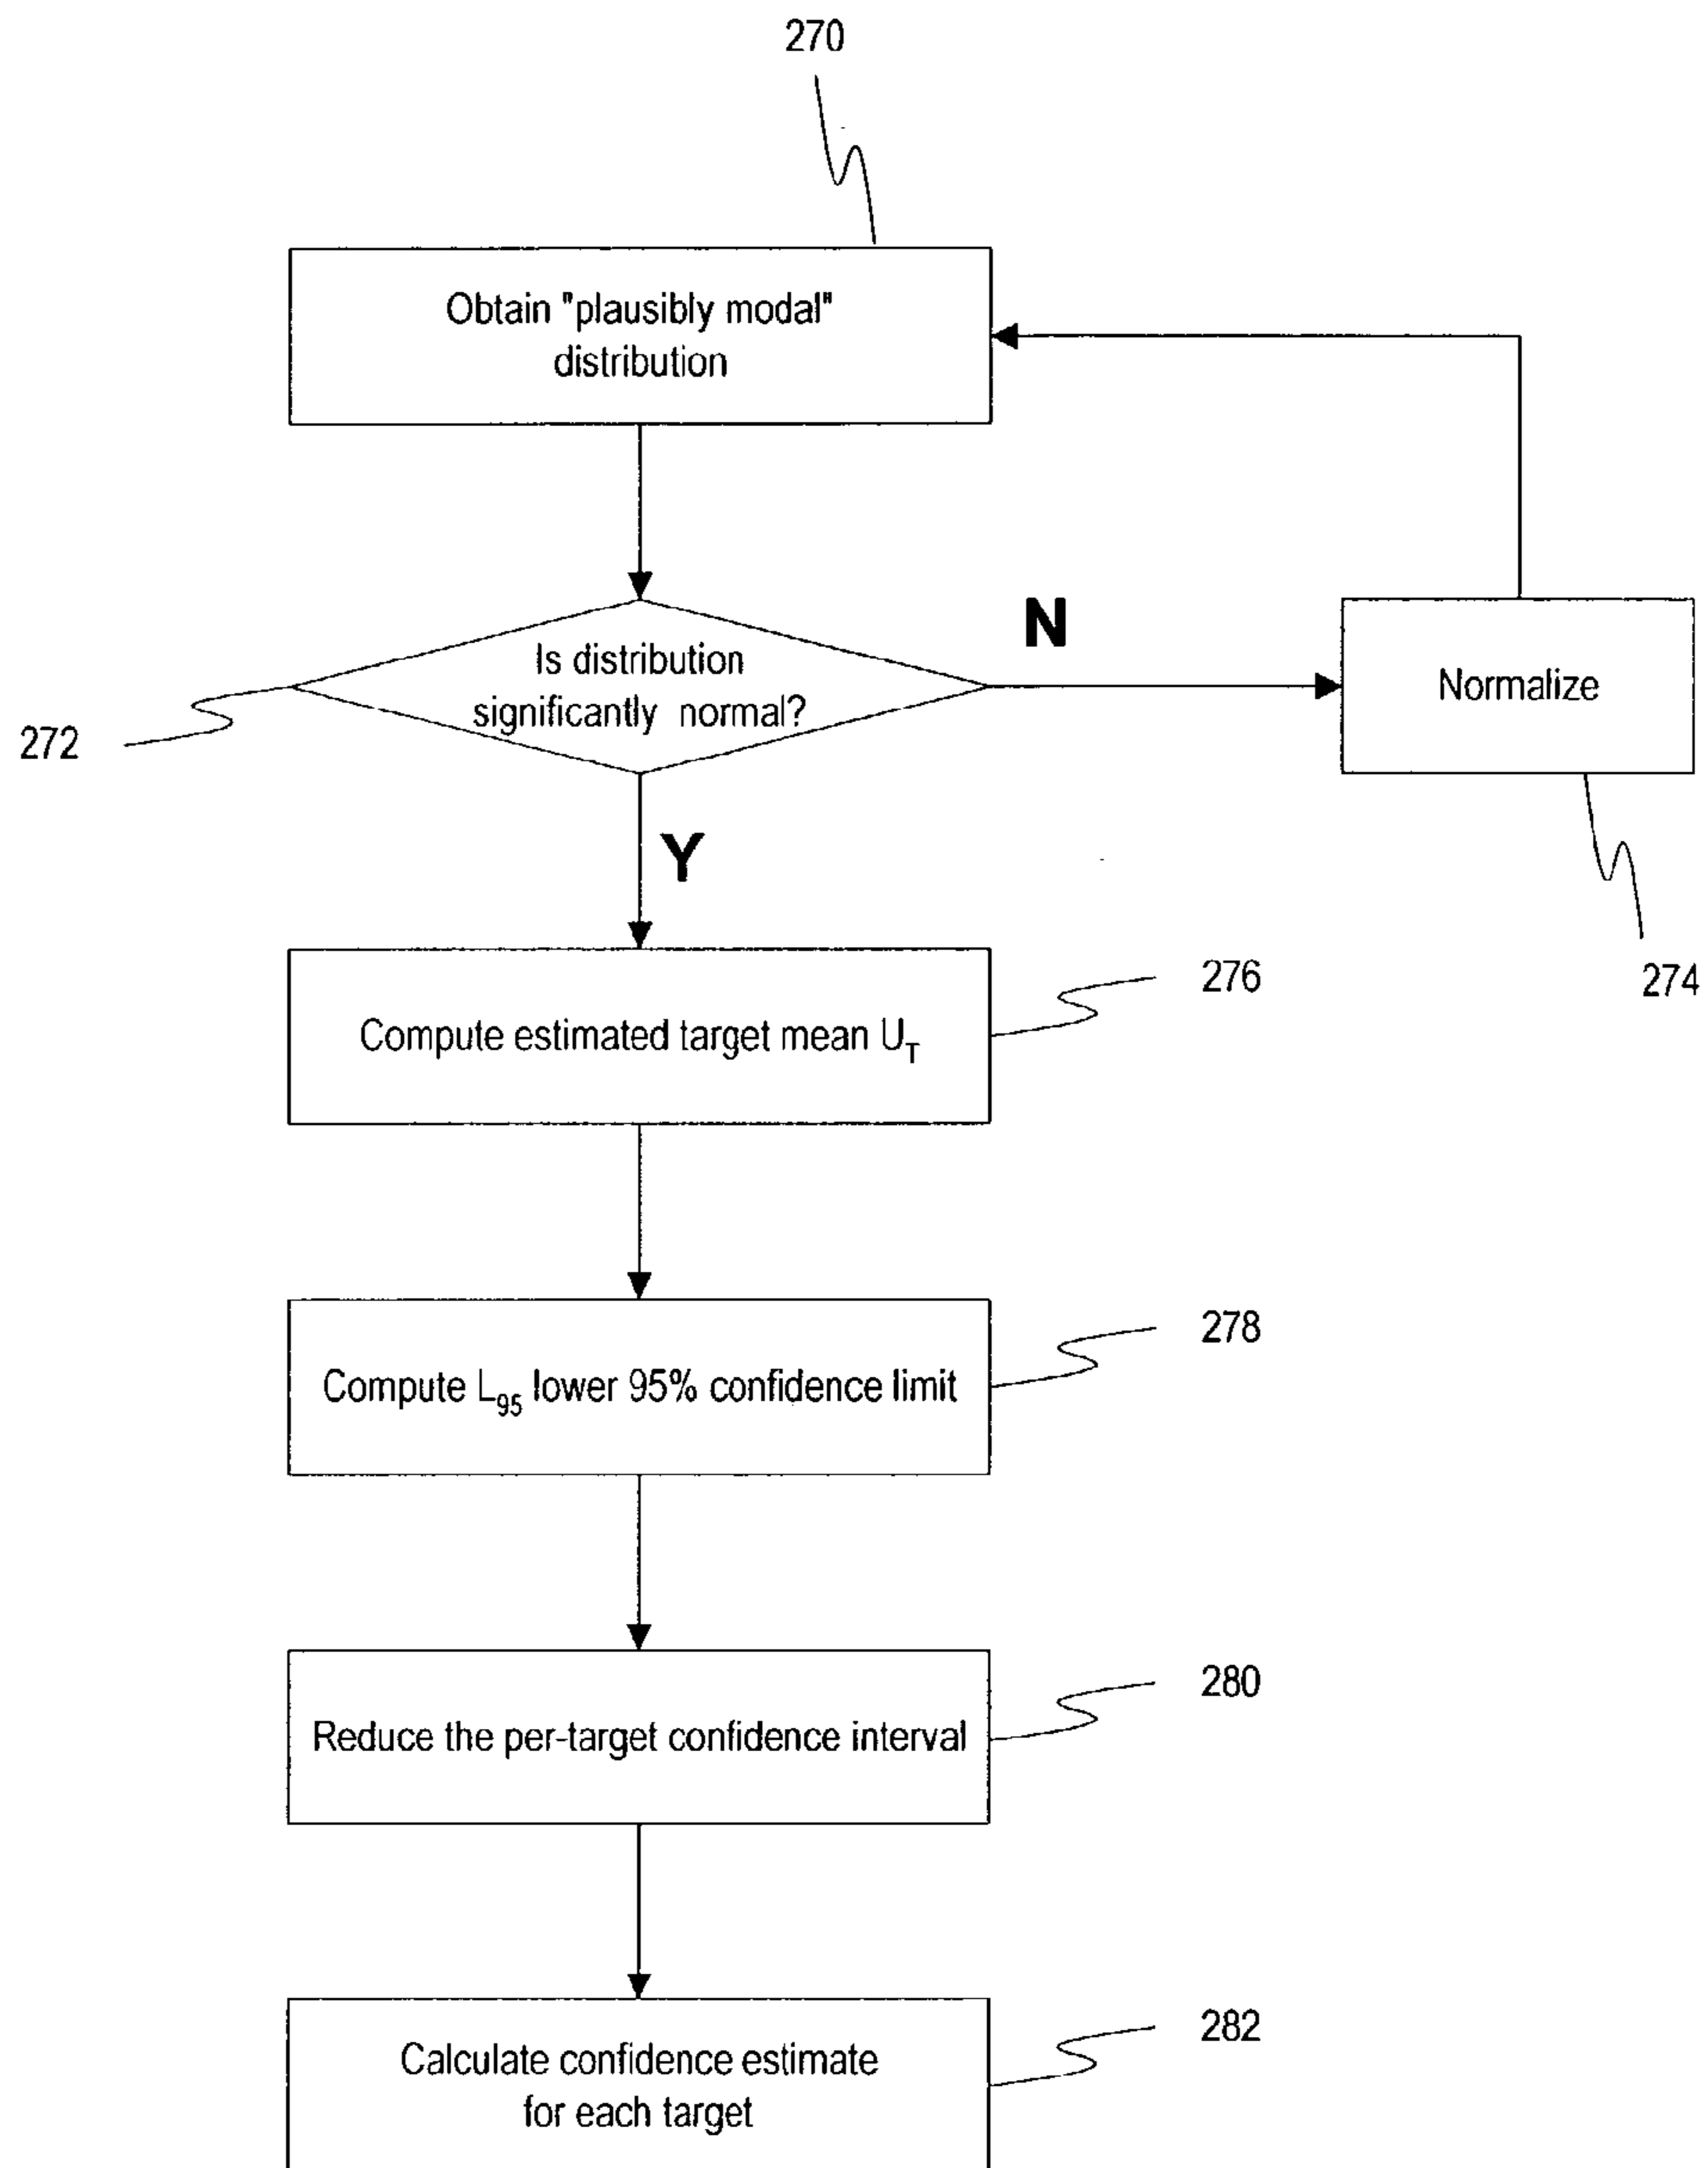 270
Obtain "plausibly modal"
distribution
Is distribution
significantly normal?
N
Normalize
272
Y
274
276
Compute estimated target mean U_T
278
Compute L_95 lower 95% confidence limit
280
Reduce the per-target confidence interval
282
Calculate confidence estimate
for each target